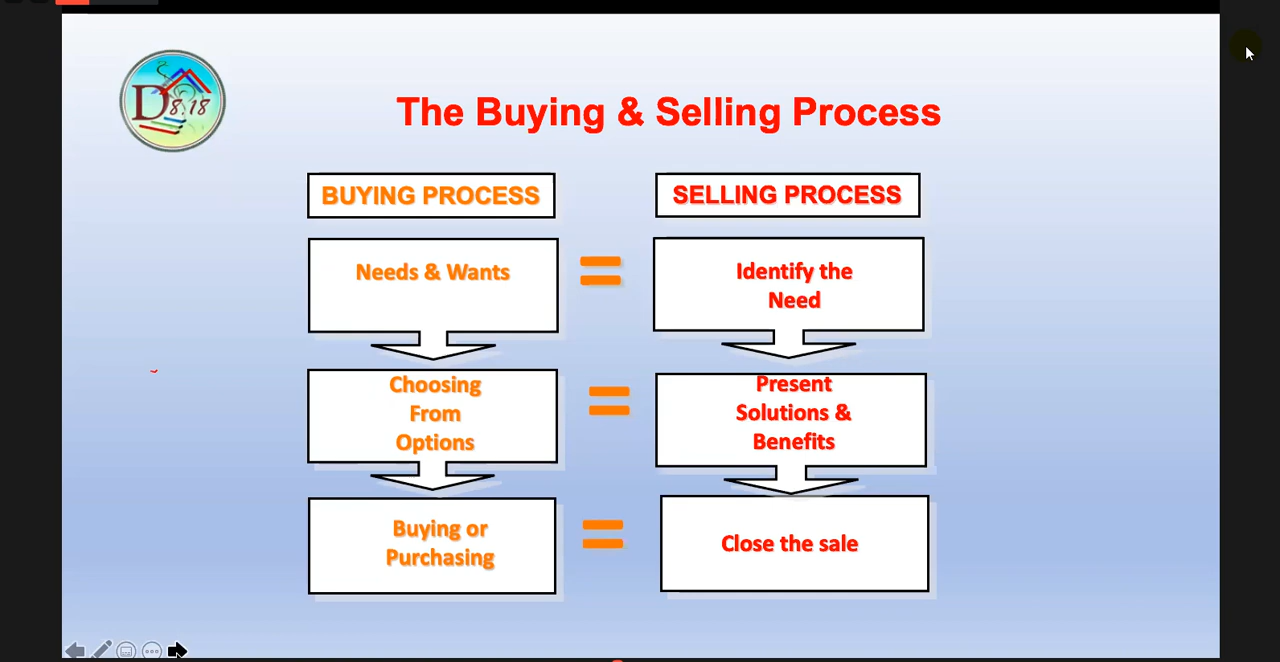 D 8:18
The Buying & Selling Process
BUYING PROCESS
SELLING PROCESS
Needs & Wants
Identify the
Need
Choosing
From
Options
Present
Solutions &
Benefits
Buying or
Purchasing
Close the sale